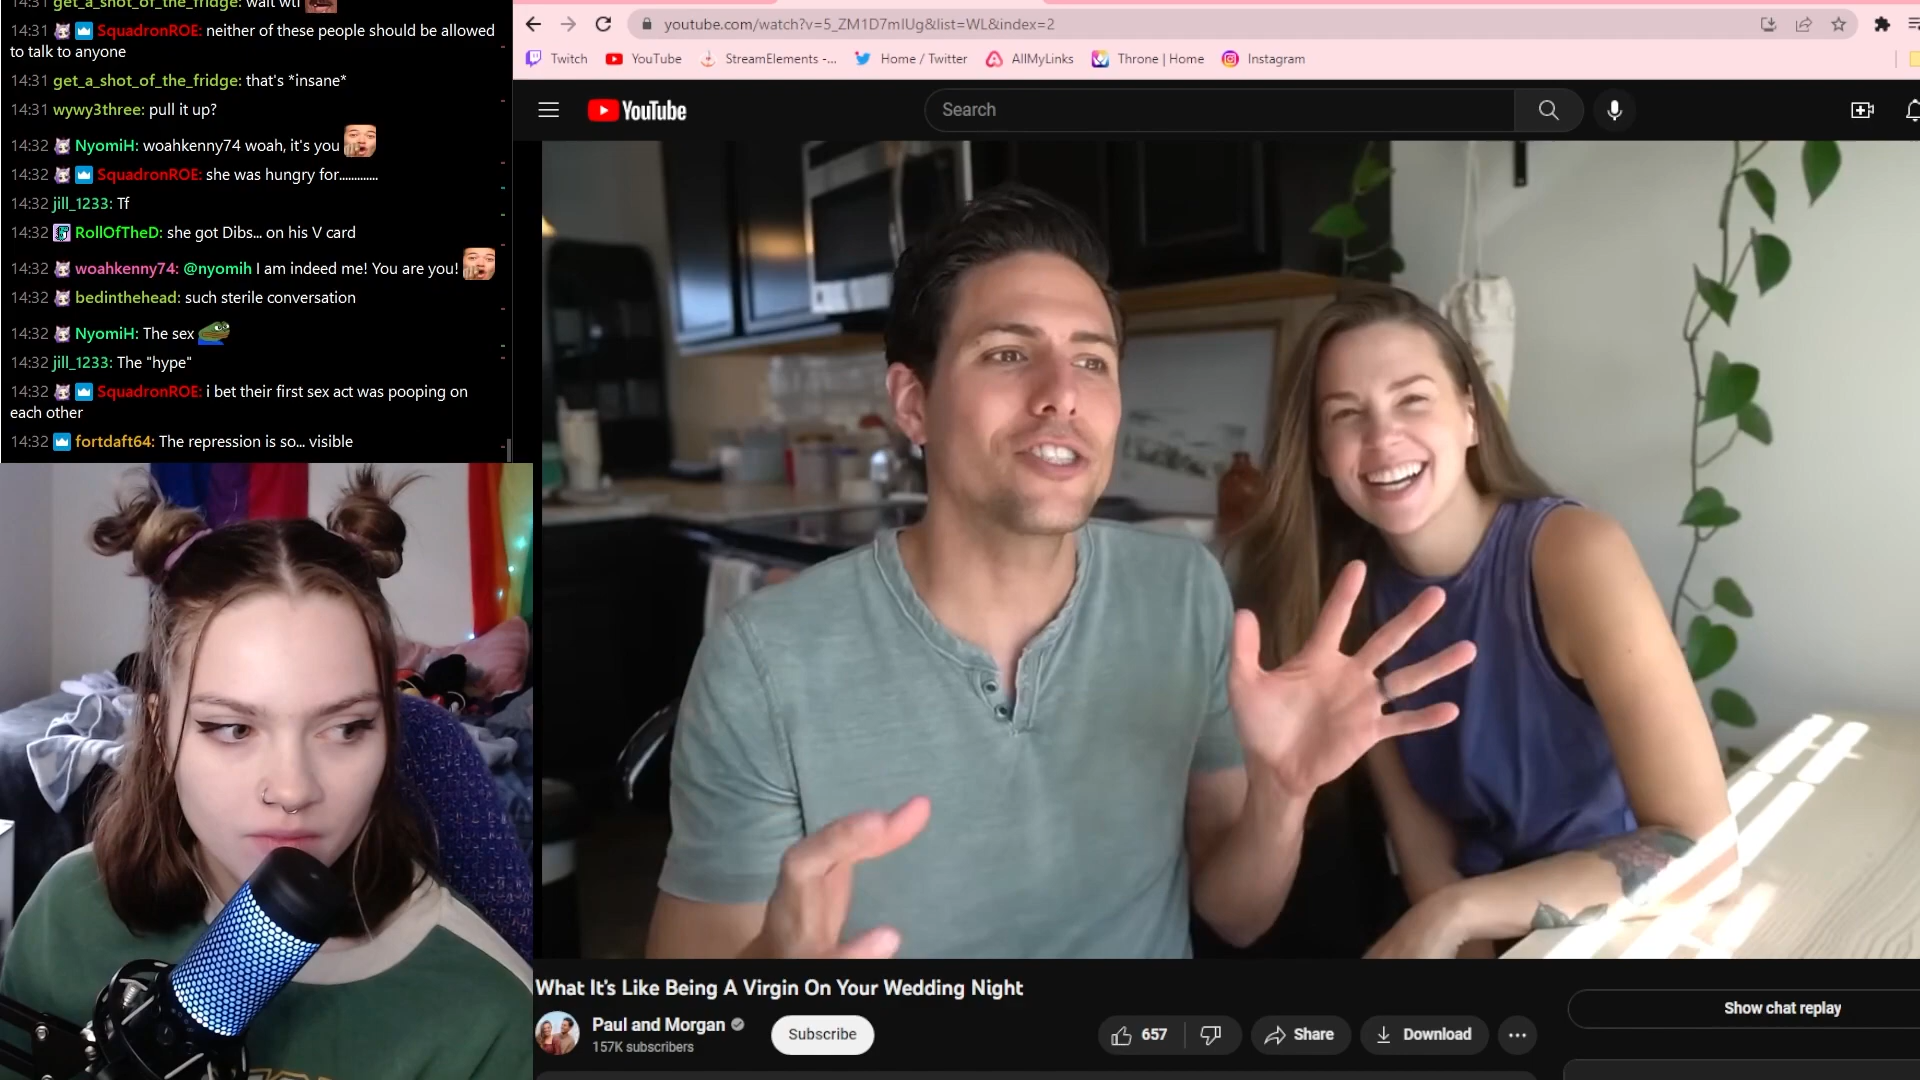 14:31 get_a_shot_of_the_fridge: wait wtf
14:31 SquadronROE: neither of these people should be allowed
to talk to anyone
14:31 get_a_shot_of_the_fridge: that's *insane*
14:31 wywy3three: pull it up?
14:32 NyomiH: woahkenny74 woah, it's you
14:32 SquadronROE: she was hungry for.............
14:32 jill_1233: Tf
14:32 RollOfTheD: she got Dibs... on his V card
14:32 woahkenny74: @nyomih I am indeed me! You are you!
14:32 bedinthehead: such sterile conversation
14:32 NyomiH: The sex
14:32 jill_1233: The "hype"
14:32 SquadronROE: i bet their first sex act was pooping on
each other
14:32 fortdaft64: The repression is so... visible
youtube.com/watch?v=5_ZM1D7mIUg&list=WL&index=2
Twitch YouTube StreamElements -... Home / Twitter AllMyLinks Throne | Home Instagram
YouTube Search
What It's Like Being A Virgin On Your Wedding Night
Paul and Morgan
157K subscribers
Subscribe
657 Share Download
Show chat replay